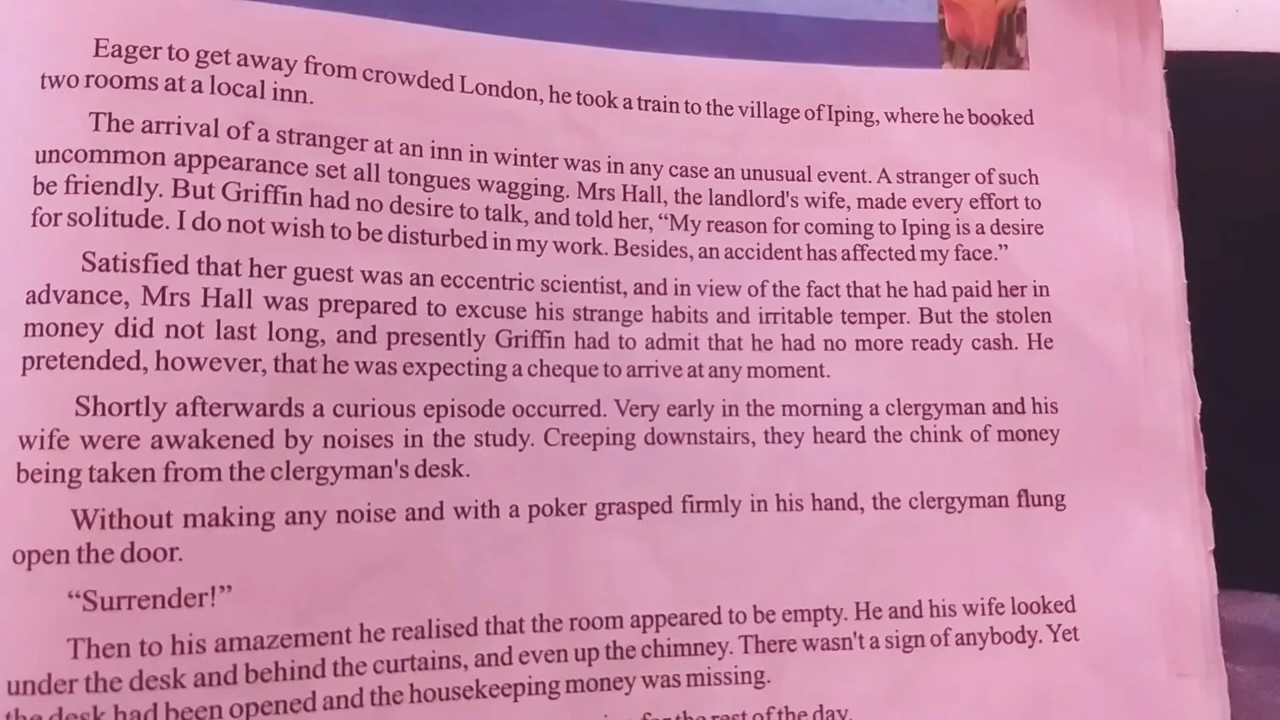 Eager to get away from crowded London, he took a train to the village of Iping, where he booked
two rooms at a local inn.
The arrival of a stranger at an inn in winter was in any case an unusual event. A stranger of such
uncommon appearance set all tongues wagging. Mrs Hall, the landlord's wife, made every effort to
be friendly. But Griffin had no desire to talk, and told her, “My reason for coming to Iping is a desire
for solitude. I do not wish to be disturbed in my work. Besides, an accident has affected my face.”
Satisfied that her guest was an eccentric scientist, and in view of the fact that he had paid her in
advance, Mrs Hall was prepared to excuse his strange habits and irritable temper. But the stolen
money did not last long, and presently Griffin had to admit that he had no more ready cash. He
pretended, however, that he was expecting a cheque to arrive at any moment.
Shortly afterwards a curious episode occurred. Very early in the morning a clergyman and his
wife were awakened by noises in the study. Creeping downstairs, they heard the chink of money
being taken from the clergyman's desk.
Without making any noise and with a poker grasped firmly in his hand, the clergyman flung
open the door.
“Surrender!”
Then to his amazement he realised that the room appeared to be empty. He and his wife looked
under the desk and behind the curtains, and even up the chimney. There wasn't a sign of anybody. Yet
the desk had been opened and the housekeeping money was missing.
for the rest of the day.